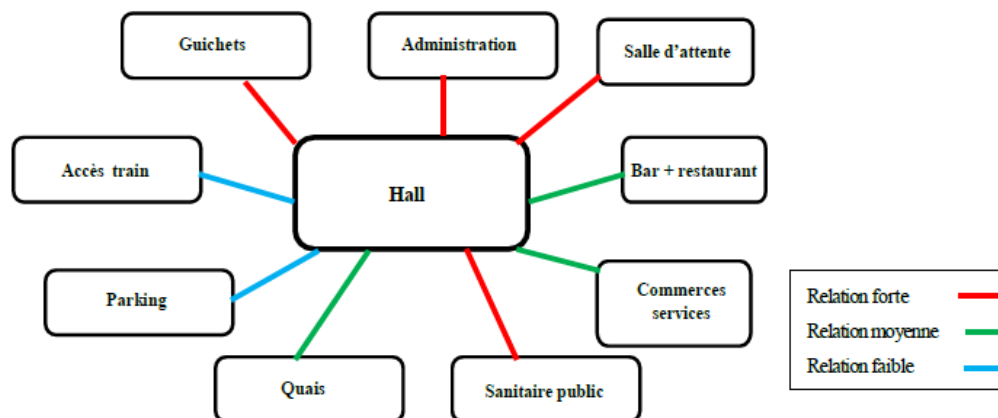 Guichets
Administration
Salle d'attente
Accès train
Hall
Bar + restaurant
Parking
Commerces
services
Quais
Sanitaire public
Relation forte
Relation moyenne
Relation faible